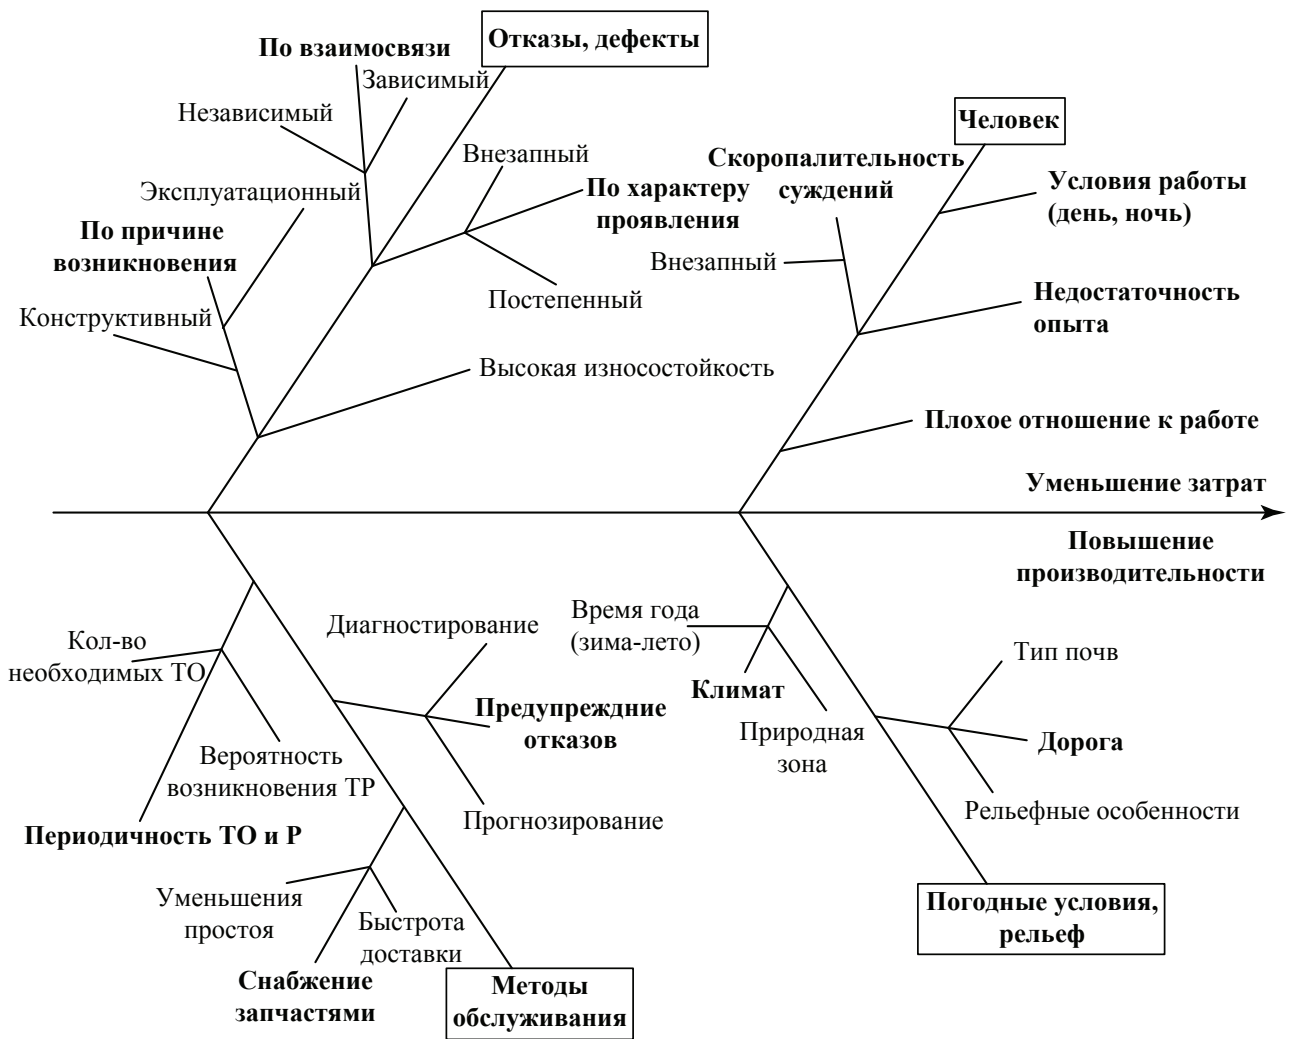 Отказы, дефекты
По взаимосвязи
Зависимый
Независимый
Внезапный
Эксплуатационный
По характеру
проявления
По причине
возникновения
Постепенный
Конструктивный
Высокая износостойкость
Человек
Скоропалительность
суждений
Условия работы
(день, ночь)
Внезапный
Недостаточность
опыта
Плохое отношение к работе
Уменьшение затрат
Повышение
производительности
Кол-во
необходимых ТО
Диагностирование
Предупреждние
отказов
Вероятность
возникновения ТР
Прогнозирование
Периодичность ТО и Р
Уменьшения
простоя
Быстрота
доставки
Снабжение
запчастями
Методы
обслуживания
Время года
(зима-лето)
Климат
Природная
зона
Тип почв
Дорога
Рельефные особенности
Погодные условия,
рельеф